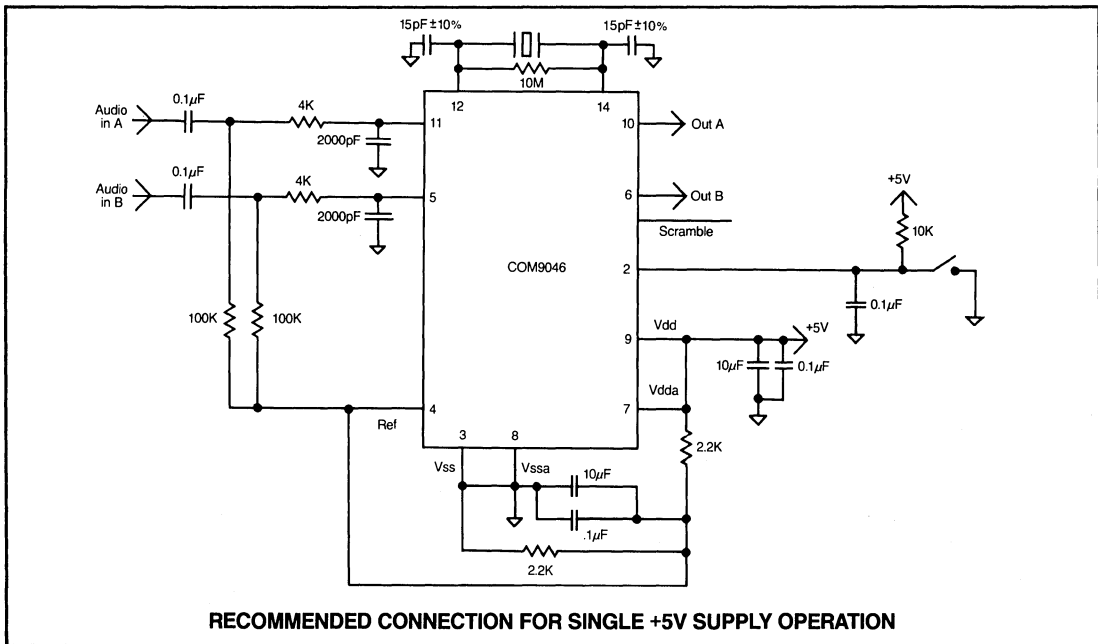 15pF±10%
15pF±10%
10M
12
14
Audio
in A
0.1µF
4K
11
2000pF
10
Out A
Audio
in B
0.1µF
4K
5
2000pF
6
Out B
Scramble
+5V
10K
COM9046
2
0.1µF
100K
100K
9
Vdd
+5V
10µF
0.1µF
7
Vdda
4
Ref
3
8
2.2K
Vss
Vssa
10µF
.1µF
2.2K
RECOMMENDED CONNECTION FOR SINGLE +5V SUPPLY OPERATION